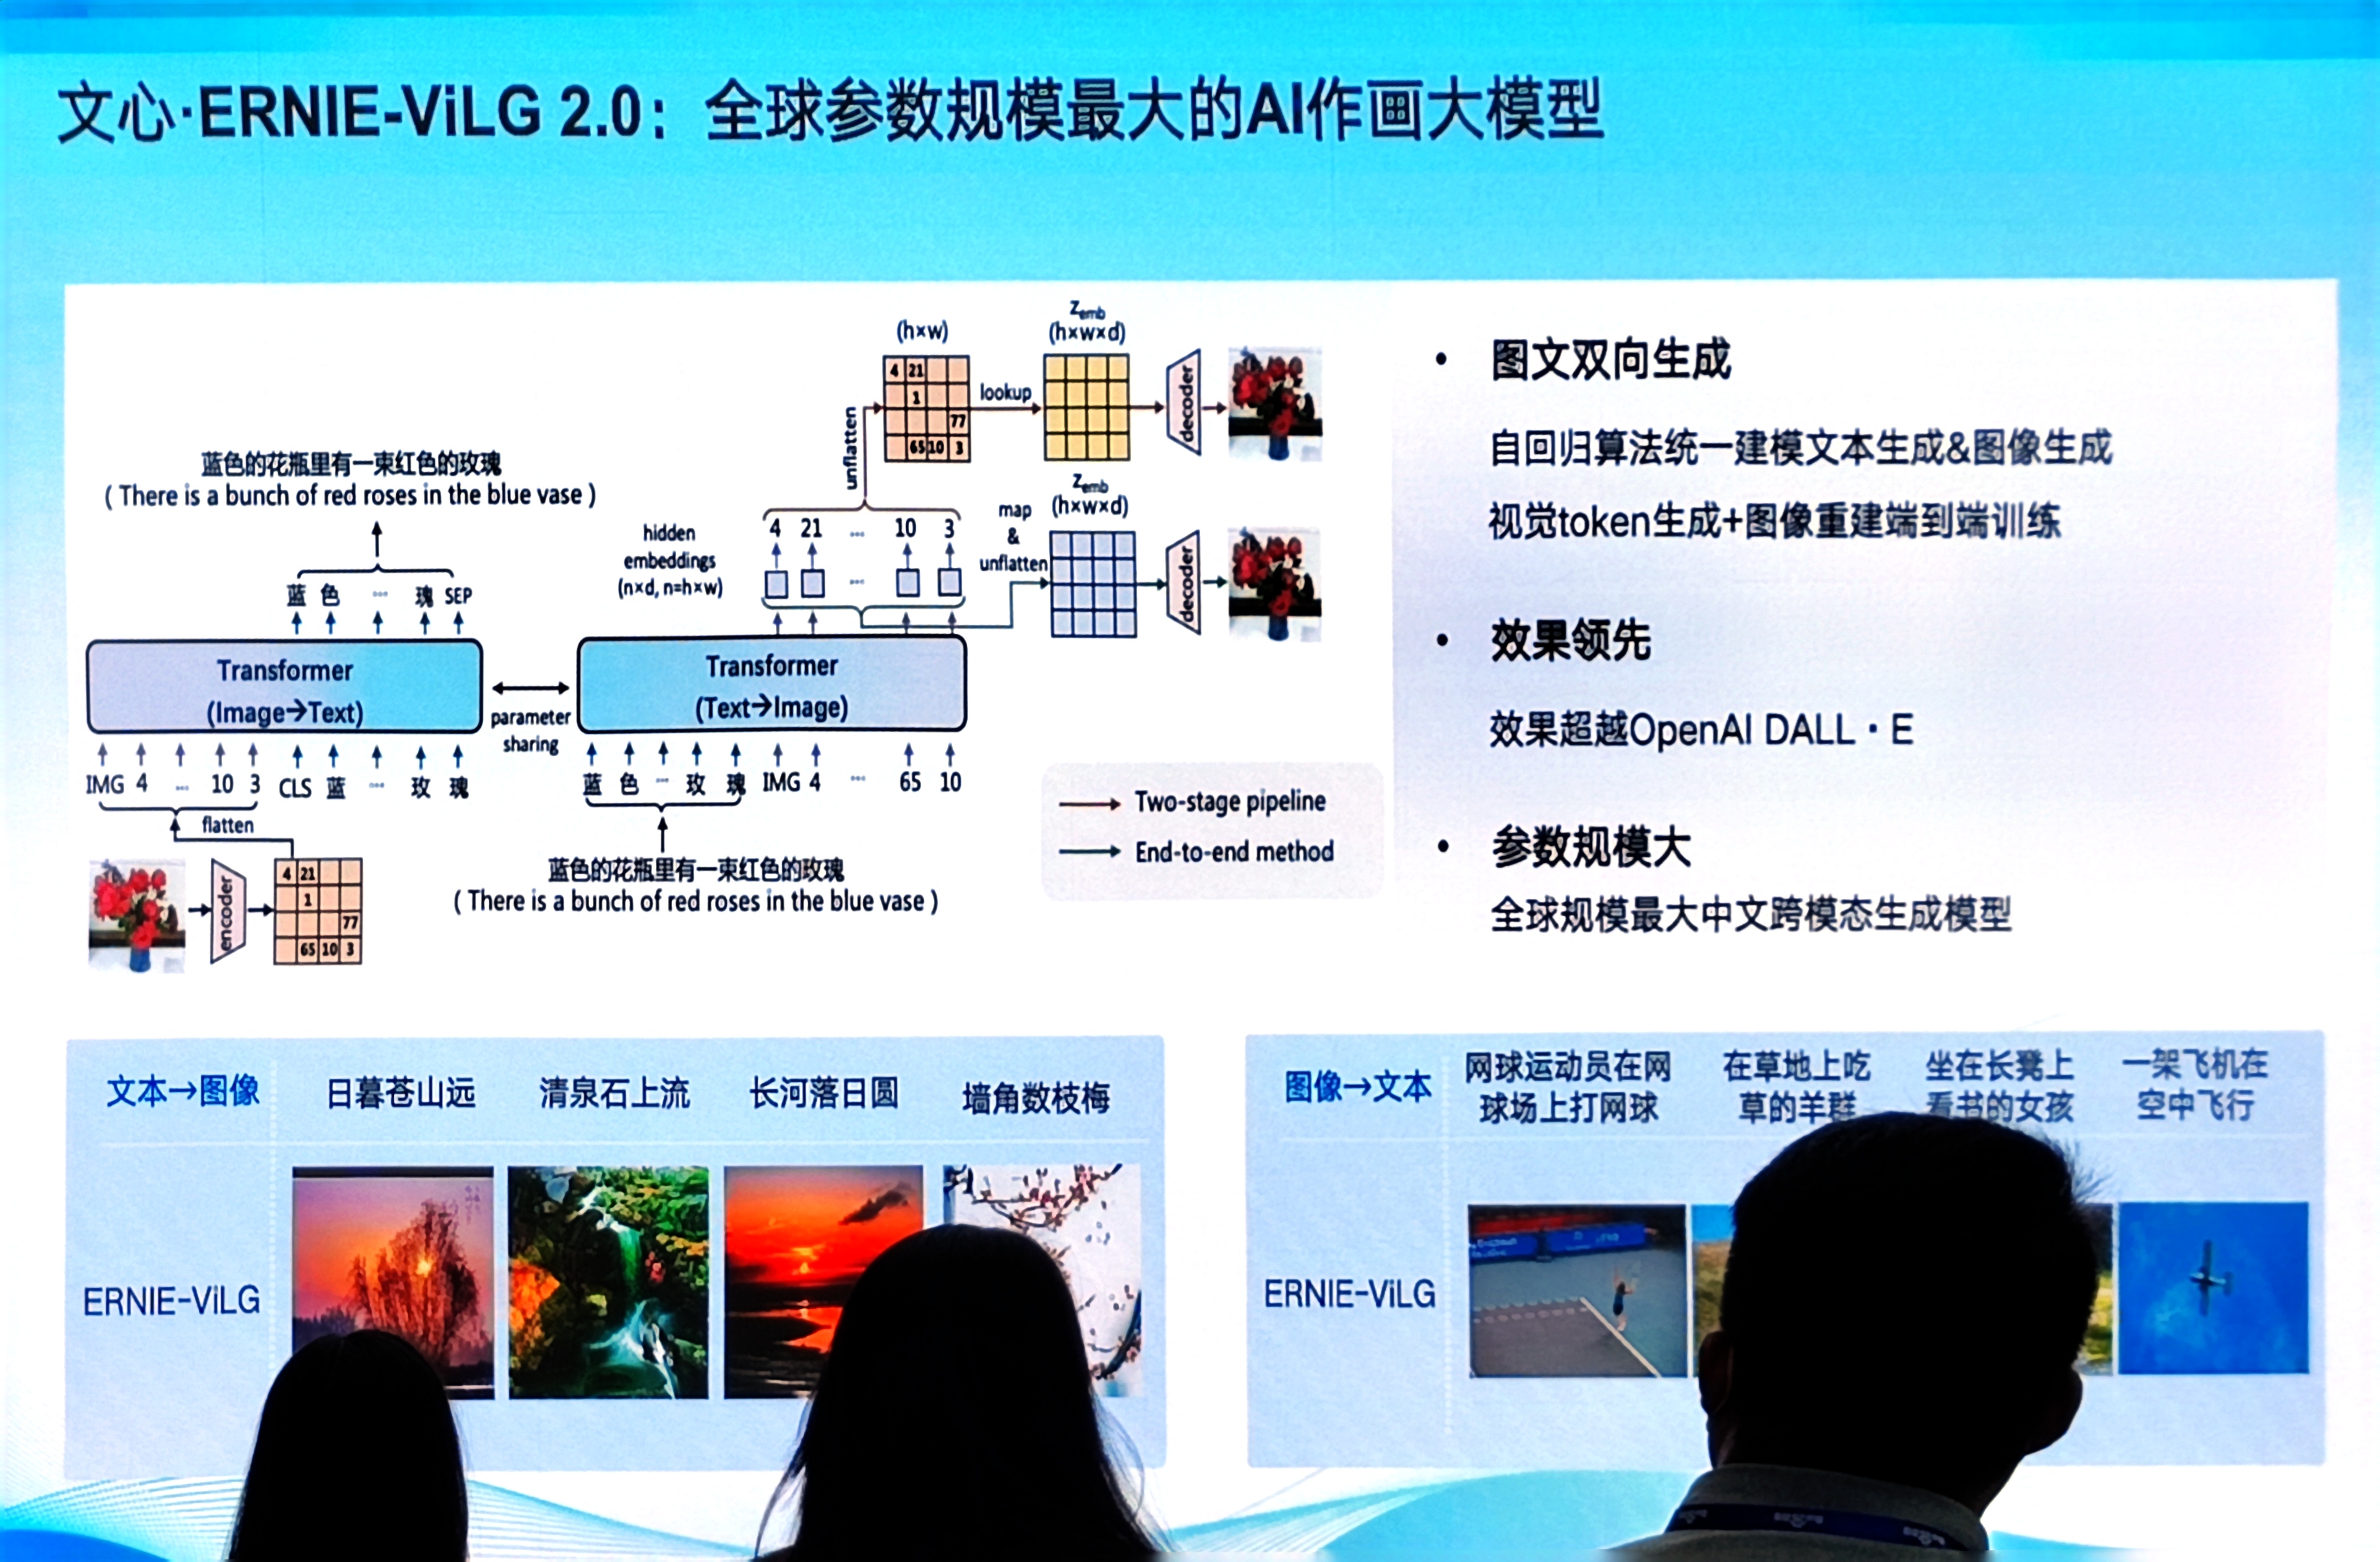 文心·ERNIE-ViLG 2.0：全球参数规模最大的AI作画大模型
蓝色的花瓶里有一束红色的玫瑰
( There is a bunch of red roses in the blue vase )
蓝 色 ... 瑰 SEP
Transformer
(Image→Text)
IMG 4 ... 10 3 CLS 蓝 ... 玫 瑰
flatten
encoder
4 21
1
77
65 10 3
parameter
sharing
(h×w)
4 21
1
77
65 10 3
unflatten
lookup
Zemb
(h×w×d)
decoder
hidden
embeddings
(n×d, n=h×w)
4 21 ... 10 3
...
map
&
unflatten
Zemb
(h×w×d)
decoder
Transformer
(Text→Image)
蓝 色 ... 玫 瑰 IMG 4 ... 65 10
蓝色的花瓶里有一束红色的玫瑰
( There is a bunch of red roses in the blue vase )
Two-stage pipeline
End-to-end method
• 图文双向生成
自回归算法统一建模文本生成&图像生成
视觉token生成+图像重建端到端训练
• 效果领先
效果超越OpenAI DALL·E
• 参数规模大
全球规模最大中文跨模态生成模型
文本→图像
日暮苍山远
清泉石上流
长河落日圆
墙角数枝梅
ERNIE-ViLG
图像→文本
网球运动员在网
球场上打网球
在草地上吃
草的羊群
坐在长凳上
看书的女孩
一架飞机在
空中飞行
ERNIE-ViLG